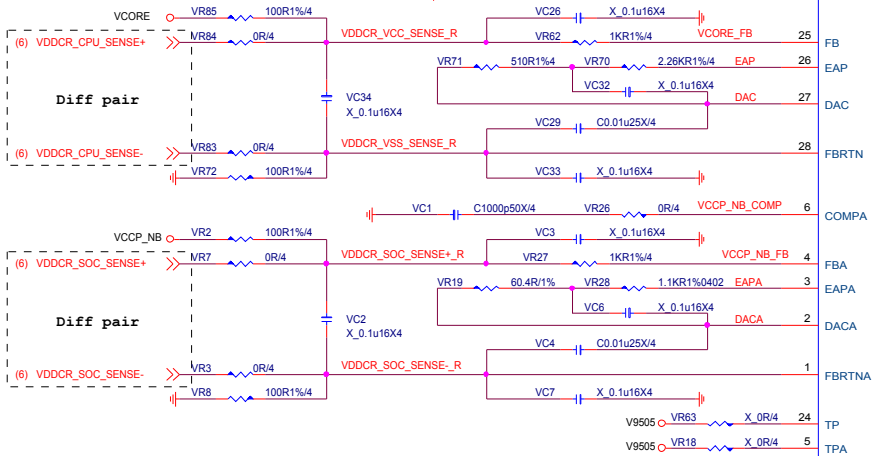 VCORE VR85 100R1%/4 VC26 X_0.1u16X4
(6) VDDCR_CPU_SENSE+ VR84 0R/4 VDDCR_VCC_SENSE_R VR62 1KR1%/4 VCORE_FB 25 FB
VR71 510R1%4 VR70 2.26KR1%/4 EAP 26 EAP
Diff pair VC34 VC32 X_0.1u16X4
X_0.1u16X4 DAC 27 DAC
VC29 C0.01u25X/4
(6) VDDCR_CPU_SENSE- VR83 0R/4 VDDCR_VSS_SENSE_R 28 FBRTN
VR72 100R1%/4 VC33 X_0.1u16X4
VC1 C1000p50X/4 VR26 0R/4 VCCP_NB_COMP 6 COMPA
VCCP_NB VR2 100R1%/4 VC3 X_0.1u16X4
(6) VDDCR_SOC_SENSE+ VR7 0R/4 VDDCR_SOC_SENSE+_R VR27 1KR1%/4 VCCP_NB_FB 4 FBA
VR19 60.4R/1% VR28 1.1KR1%0402 EAPA 3 EAPA
Diff pair VC2 VC6 X_0.1u16X4
X_0.1u16X4 DACA 2 DACA
VC4 C0.01u25X/4
(6) VDDCR_SOC_SENSE- VR3 0R/4 VDDCR_SOC_SENSE-_R 1 FBRTNA
VR8 100R1%/4 VC7 X_0.1u16X4
V9505 VR63 X_0R/4 24 TP
V9505 VR18 X_0R/4 5 TPA